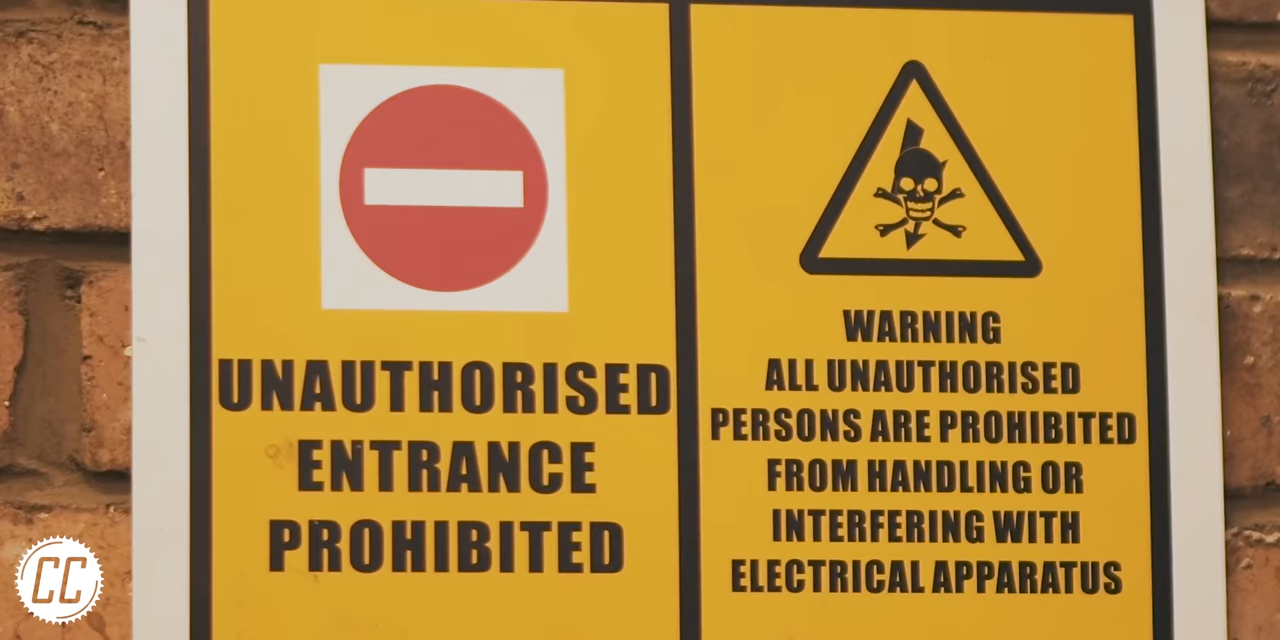 UNAUTHORISED
ENTRANCE
PROHIBITED
WARNING
ALL UNAUTHORISED
PERSONS ARE PROHIBITED
FROM HANDLING OR
INTERFERING WITH
ELECTRICAL APPARATUS
CC